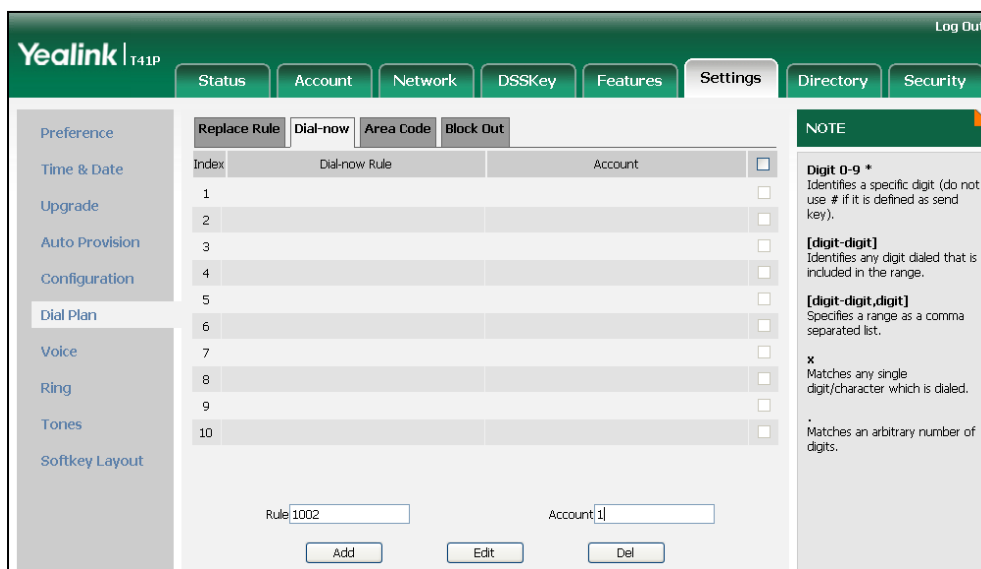 Log Out
Yealink | T41P
Status Account Network DSSKey Features Settings Directory Security
Preference
Time & Date
Upgrade
Auto Provision
Configuration
Dial Plan
Voice
Ring
Tones
Softkey Layout
Replace Rule Dial-now Area Code Block Out
Index Dial-now Rule Account
1
2
3
4
5
6
7
8
9
10
Rule 1002 Account 1
Add Edit Del
NOTE
Digit 0-9 *
Identifies a specific digit (do not
use # if it is defined as send
key).
[digit-digit]
Identifies any digit dialed that is
included in the range.
[digit-digit,digit]
Specifies a range as a comma
separated list.
x
Matches any single
digit/character which is dialed.
.
Matches an arbitrary number of
digits.